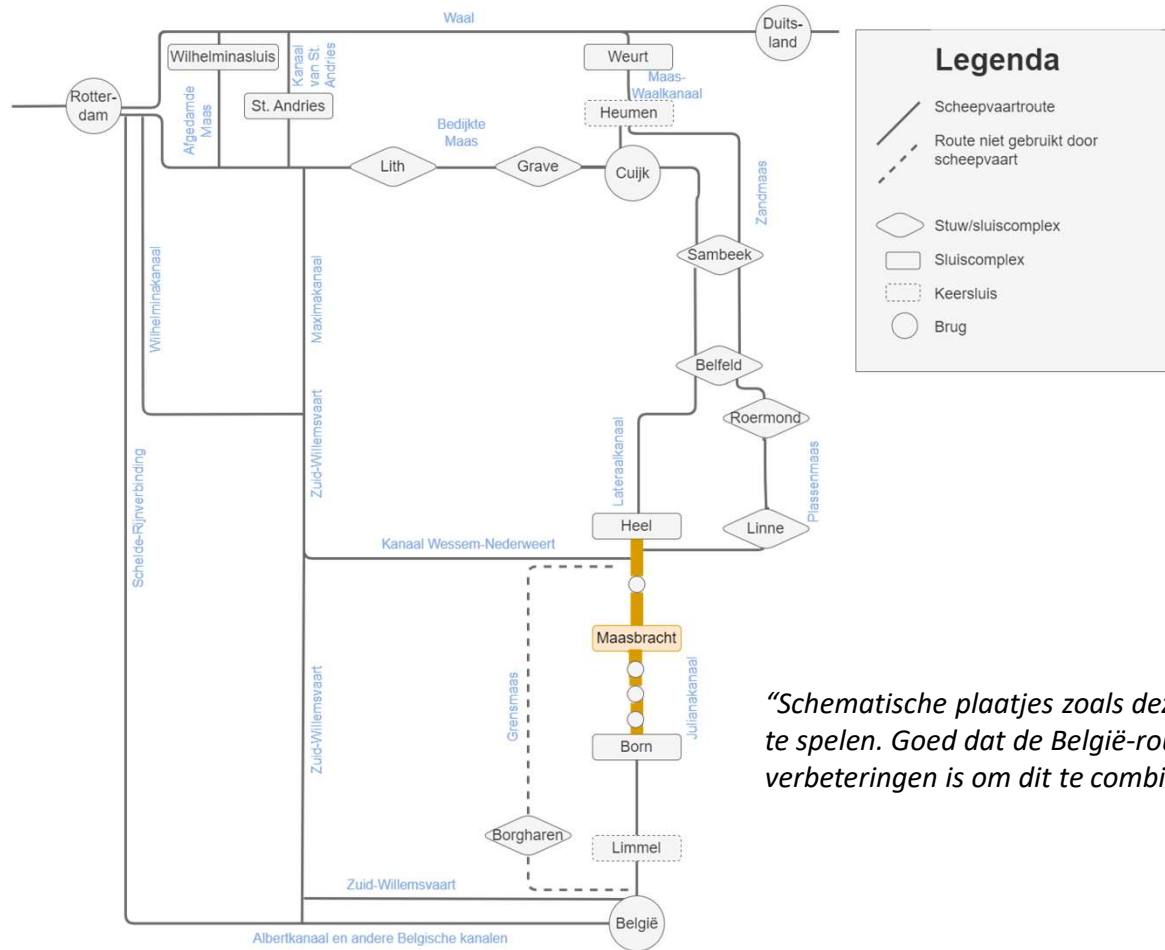 Waal
Duits-
land
Wilhelminasluis
Kanaal
van St.
Andries
Weurt
Rotter-
dam
Afgedamde
Maas
St. Andries
Maas-
Waalkanaal
Heumen
Bedijkte
Maas
Lith
Grave
Cuijk
Zandmaas
Sambeek
Wilhelminakanaal
Maximakanaal
Belfeld
Roermond
Schelde-Rijnverbinding
Zuid-Willemsvaart
Lateraalkanaal
Plassenmaas
Heel
Linne
Kanaal Wessem-Nederweert
Maasbracht
Zuid-Willemsvaart
Grensmaas
Julianakanaal
Born
Borgharen
Limmel
Zuid-Willemsvaart
België
Albertkanaal en andere Belgische kanalen
Legenda
Scheepvaartroute
Route niet gebruikt door
scheepvaart
Stuw/sluiscomplex
Sluiscomplex
Keersluis
Brug
“Schematische plaatjes zoals dez
te spelen. Goed dat de België-rou
verbeteringen is om dit te combi